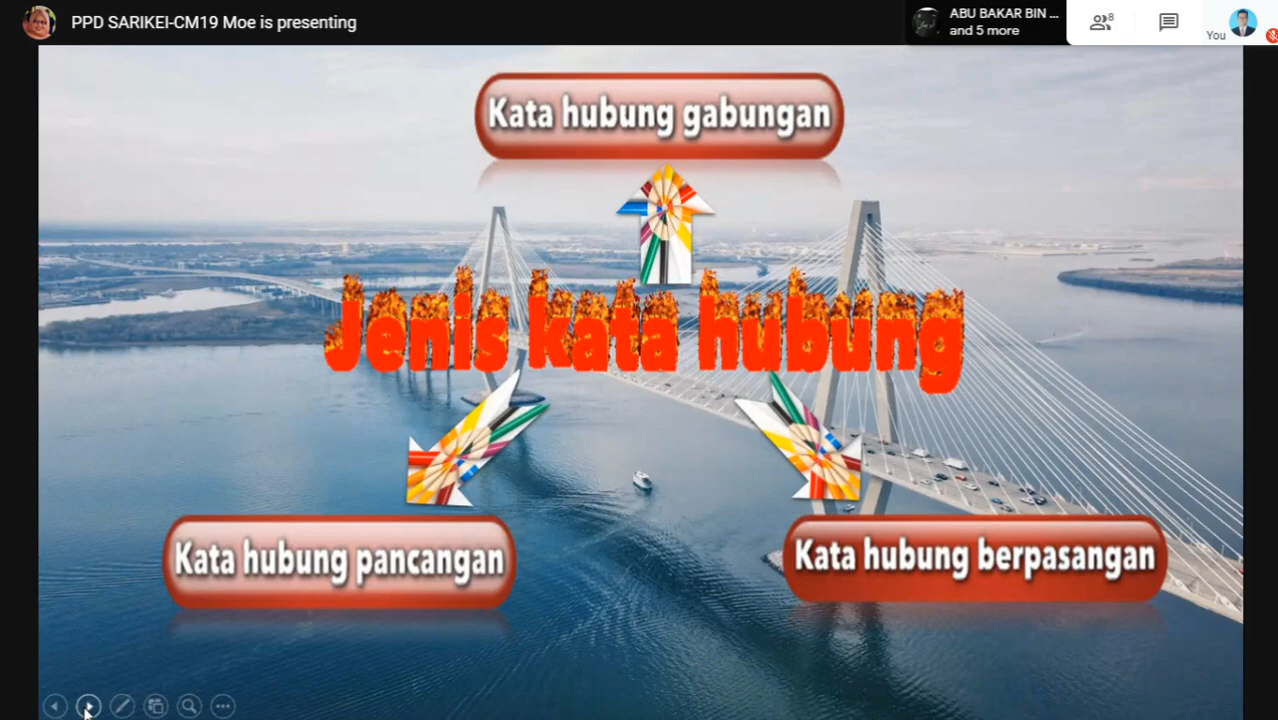 PPD SARIKEI-CM19 Moe is presenting
ABU BAKAR BIN ...
and 5 more
8
You
Kata hubung gabungan
Jenis kata hubung
Kata hubung pancangan
Kata hubung berpasangan